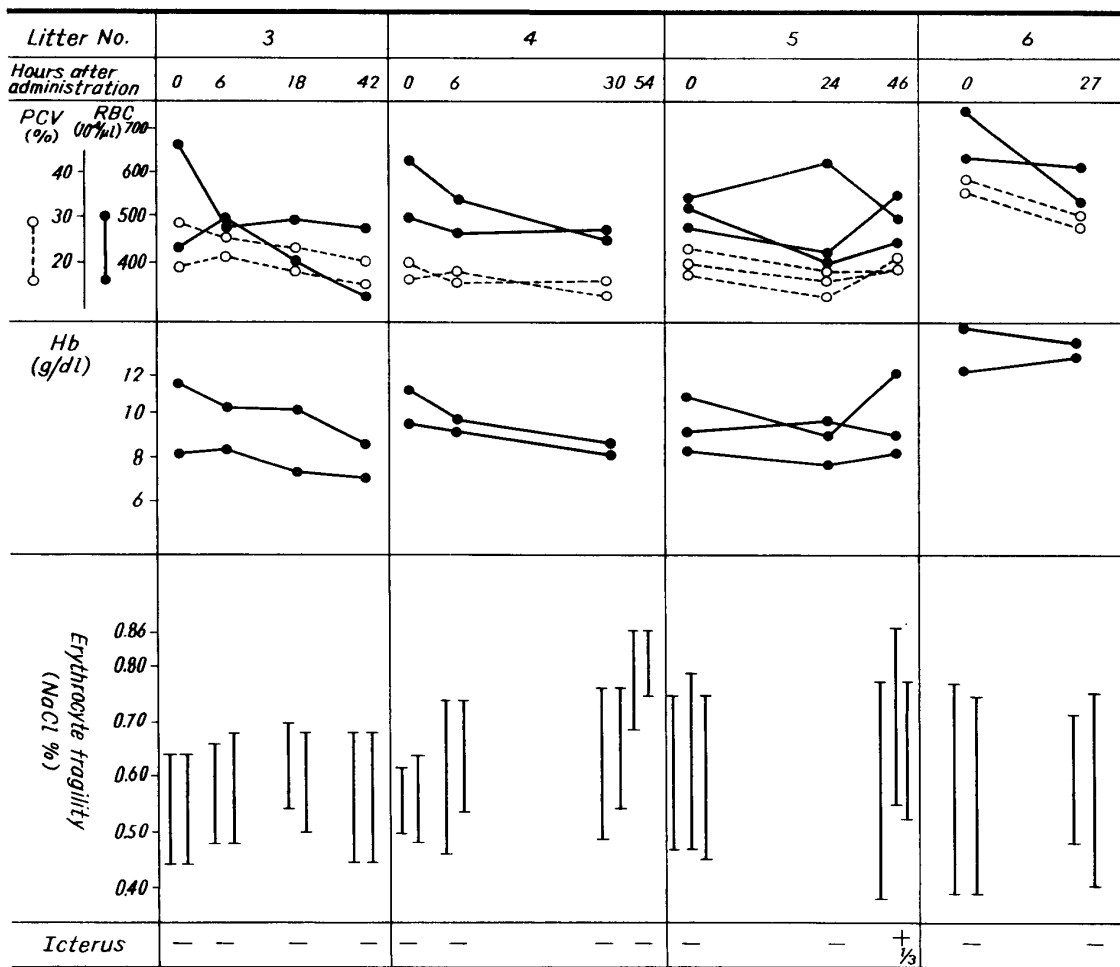 Litter No. 3 4 5 6
Hours after administration 0 6 18 42 0 6 30 54 0 24 46 0 27
PCV (%) RBC (10⁴/μl) 700
40 600
30 500
20 400
Hb (g/dl)
12
10
8
6
Erythrocyte fragility (NaCl %)
0.86
0.80
0.70
0.60
0.50
0.40
Icterus — — — — — — — — — — + — —
1/3